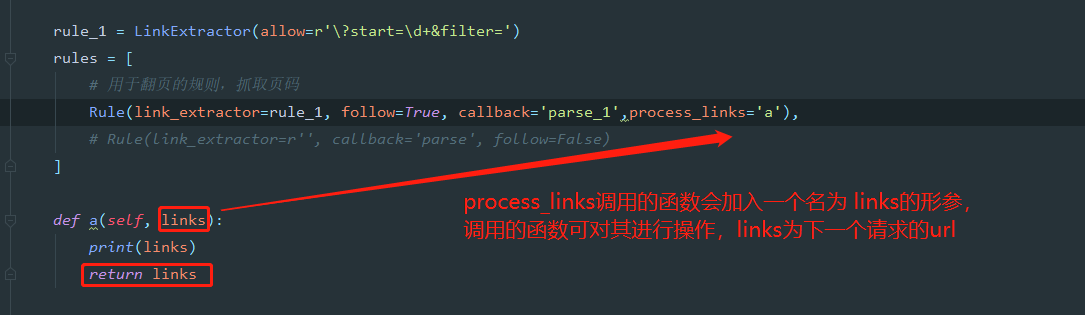 rule_1 = LinkExtractor(allow=r'\?start=\d+&filter=')
rules = [
# 用于翻页的规则，抓取页码
Rule(link_extractor=rule_1, follow=True, callback='parse_1',process_links='a'),
# Rule(link_extractor=r'', callback='parse', follow=False)
]
def a(self, links):
print(links)
return links
process_links调用的函数会加入一个名为 links的形参，
调用的函数可对其进行操作，links为下一个请求的url